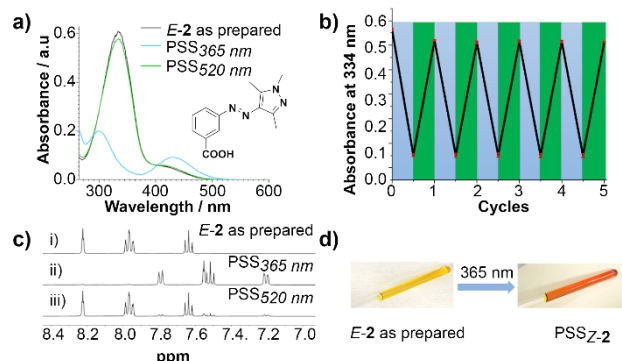 a)
0.6
0.4
0.2
0.0
Absorbance / a.u
E-2 as prepared
PSS365 nm
PSS520 nm
N
N
N
N
COOH
300 400 500 600
Wavelength / nm
b)
Absorbance at 334 nm
0.6
0.5
0.4
0.3
0.2
0.1
0
0 1 2 3 4 5
Cycles
c)
i) E-2 as prepared
ii) PSS365 nm
iii) PSS520 nm
8.4 8.2 8.0 7.8 7.6 7.4 7.2 7.0
ppm
d)
365 nm
E-2 as prepared
PSSZ-2